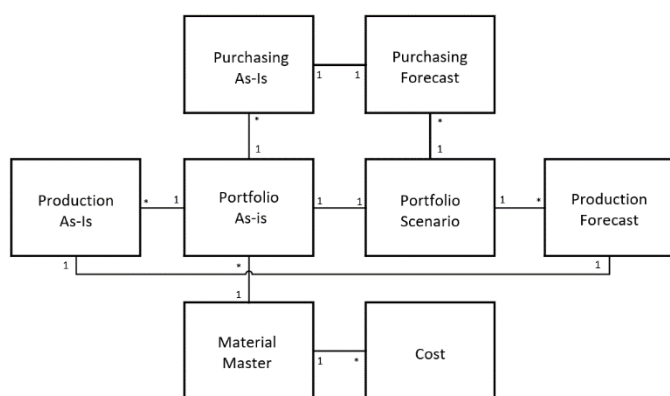 Purchasing
As-Is
Purchasing
Forecast
1
1
*
1
*
1
Production
As-Is
Portfolio
As-is
Portfolio
Scenario
Production
Forecast
*
1
1
1
1
*
1
*
1
1
Material
Master
Cost
1
*